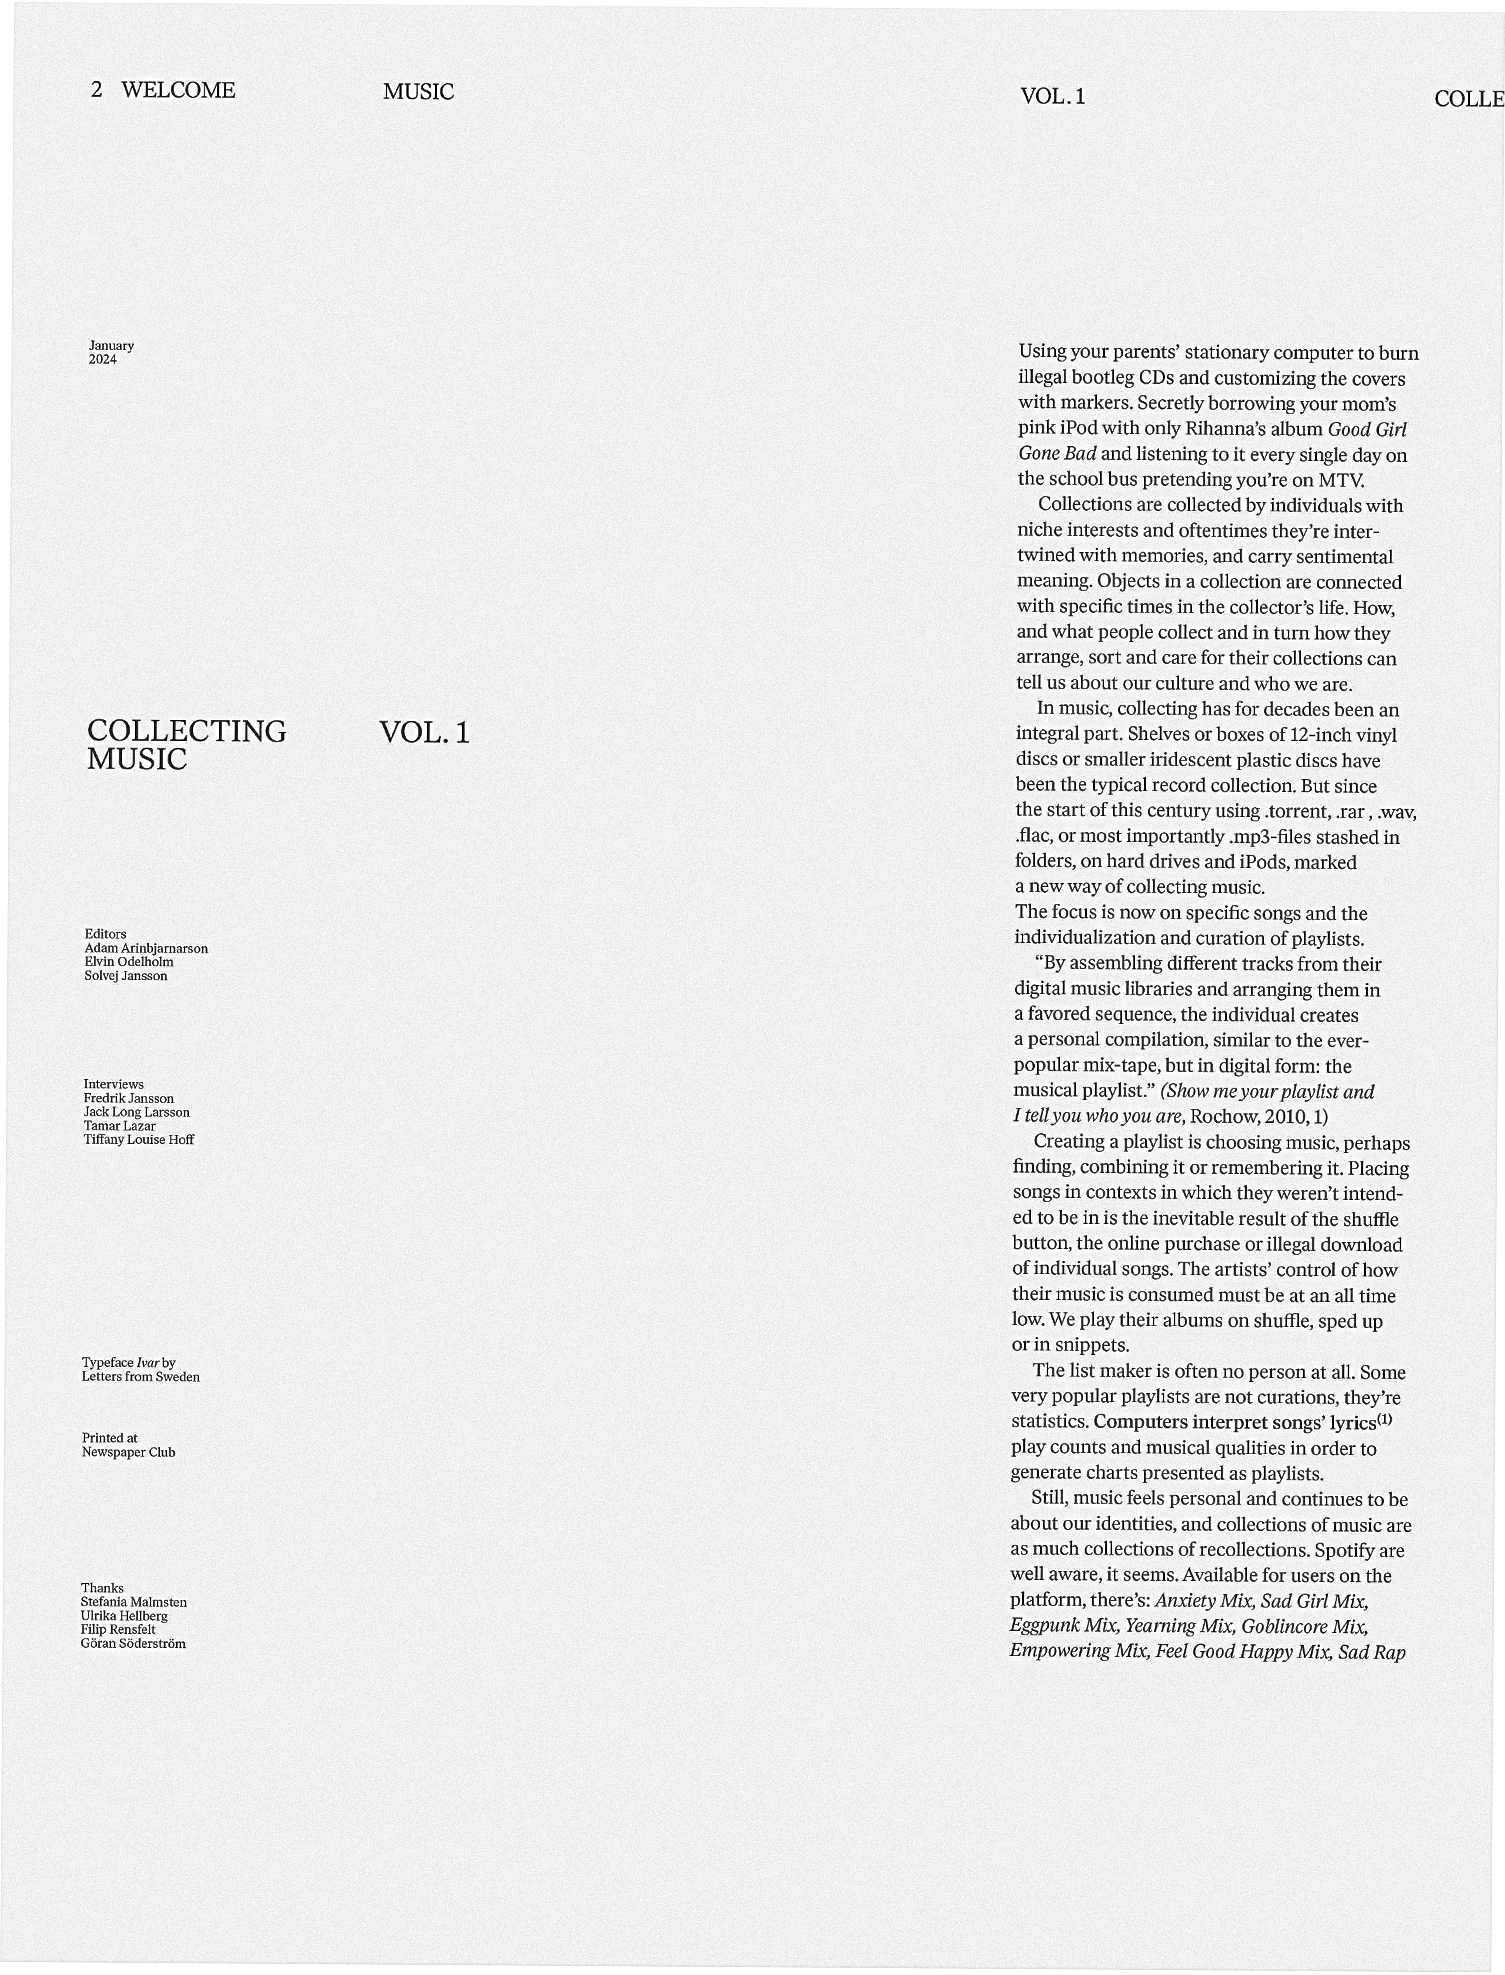 2 WELCOME
MUSIC
VOL. 1
COLLE
January
2024
COLLECTING
MUSIC
VOL. 1
Editors
Adam Arinbjarnarson
Elvin Odelholm
Solvej Jansson
Interviews
Fredrik Jansson
Jack Long Larsson
Tamar Lazar
Tiffany Louise Hoff
Typeface Ivar by
Letters from Sweden
Printed at
Newspaper Club
Thanks
Stefania Malmsten
Ulrika Hellberg
Filip Rensfelt
Göran Söderström
Using your parents’ stationary computer to burn
illegal bootleg CDs and customizing the covers
with markers. Secretly borrowing your mom’s
pink iPod with only Rihanna’s album Good Girl
Gone Bad and listening to it every single day on
the school bus pretending you’re on MTV.
Collections are collected by individuals with
niche interests and oftentimes they’re inter-
twined with memories, and carry sentimental
meaning. Objects in a collection are connected
with specific times in the collector’s life. How,
and what people collect and in turn how they
arrange, sort and care for their collections can
tell us about our culture and who we are.
In music, collecting has for decades been an
integral part. Shelves or boxes of 12-inch vinyl
discs or smaller iridescent plastic discs have
been the typical record collection. But since
the start of this century using .torrent, .rar , .wav,
.flac, or most importantly .mp3-files stashed in
folders, on hard drives and iPods, marked
a new way of collecting music.
The focus is now on specific songs and the
individualization and curation of playlists.
“By assembling different tracks from their
digital music libraries and arranging them in
a favored sequence, the individual creates
a personal compilation, similar to the ever-
popular mix-tape, but in digital form: the
musical playlist.” (Show me your playlist and
I tell you who you are, Rochow, 2010, 1)
Creating a playlist is choosing music, perhaps
finding, combining it or remembering it. Placing
songs in contexts in which they weren’t intend-
ed to be in is the inevitable result of the shuffle
button, the online purchase or illegal download
of individual songs. The artists’ control of how
their music is consumed must be at an all time
low. We play their albums on shuffle, sped up
or in snippets.
The list maker is often no person at all. Some
very popular playlists are not curations, they’re
statistics. Computers interpret songs’ lyrics(1)
play counts and musical qualities in order to
generate charts presented as playlists.
Still, music feels personal and continues to be
about our identities, and collections of music are
as much collections of recollections. Spotify are
well aware, it seems. Available for users on the
platform, there’s: Anxiety Mix, Sad Girl Mix,
Eggpunk Mix, Yearning Mix, Goblincore Mix,
Empowering Mix, Feel Good Happy Mix, Sad Rap